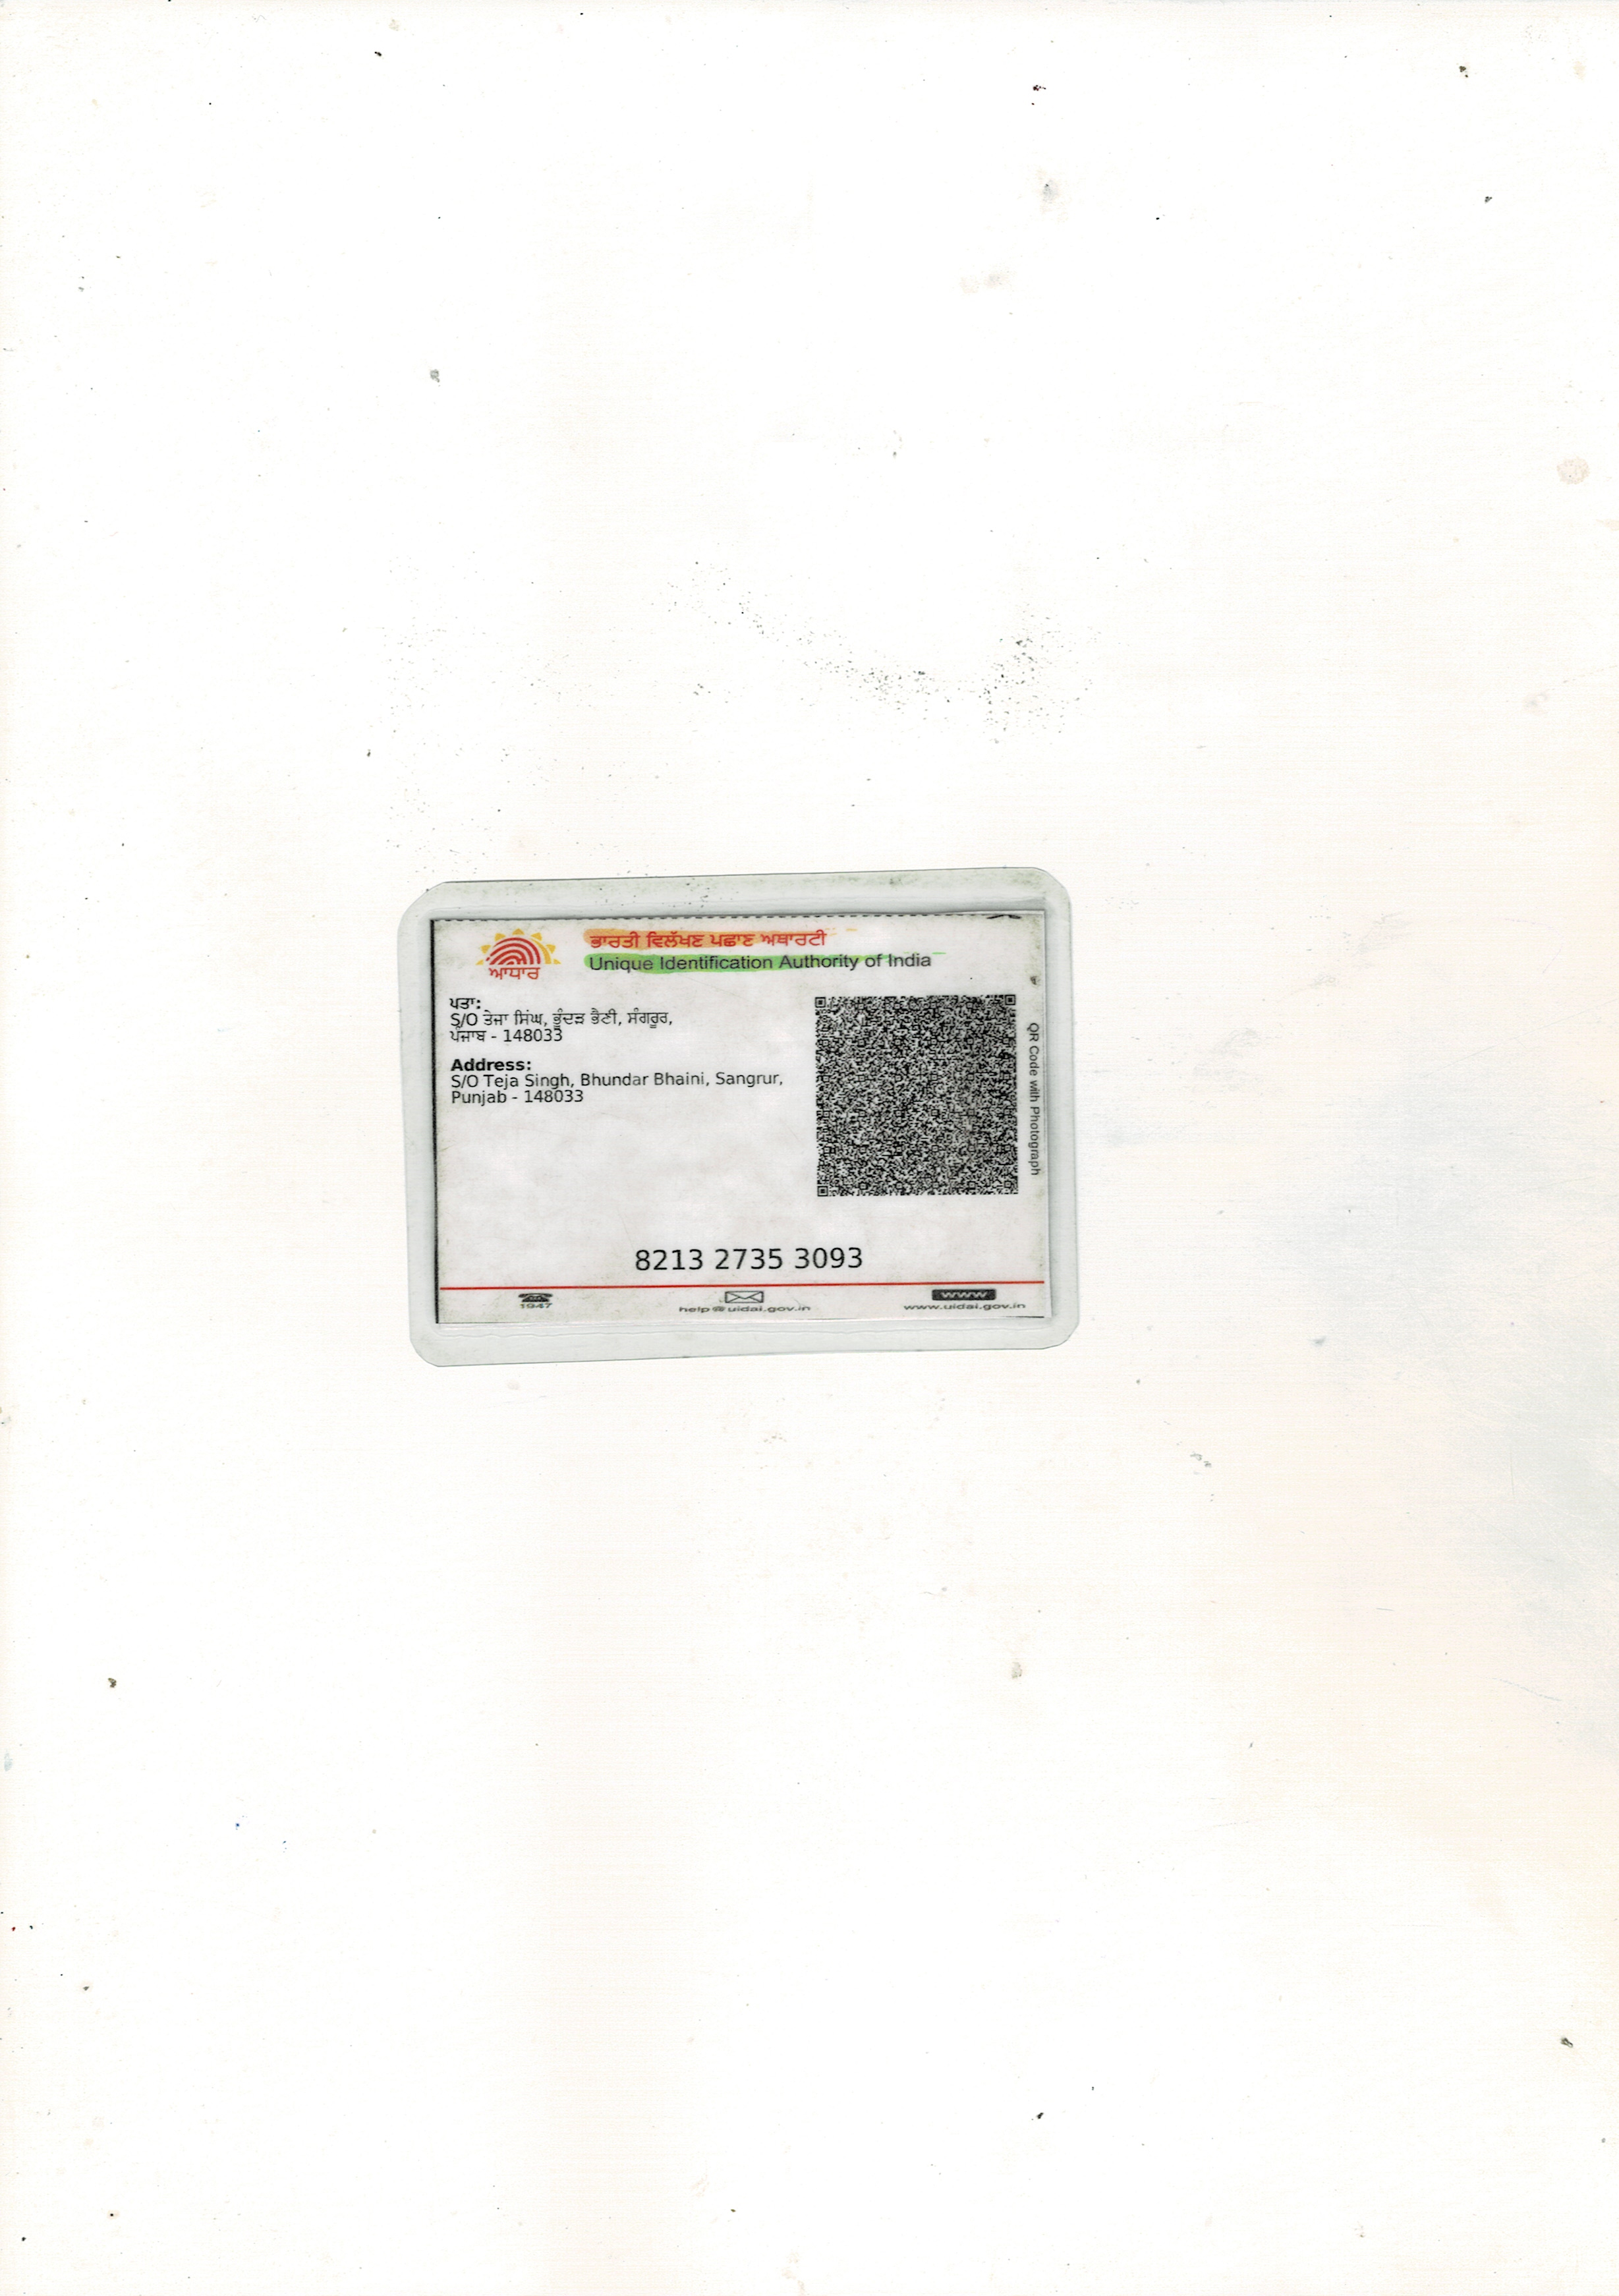 ਭਾਰਤੀ ਵਿਲੱਖਣ ਪਛਾਣ ਅਥਾਰਟੀ
Unique Identification Authority of India
ਆਧਾਰ
ਪਤਾ:
S/O ਤੇਜਾ ਸਿੰਘ, ਭੂੰਦੜ ਭੈਣੀ, ਸੰਗਰੂਰ,
ਪੰਜਾਬ - 148033
Address:
S/O Teja Singh, Bhundar Bhaini, Sangrur,
Punjab - 148033
QR Code with Photograph
8213 2735 3093
1947
help@uidai.gov.in
www
www.uidai.gov.in